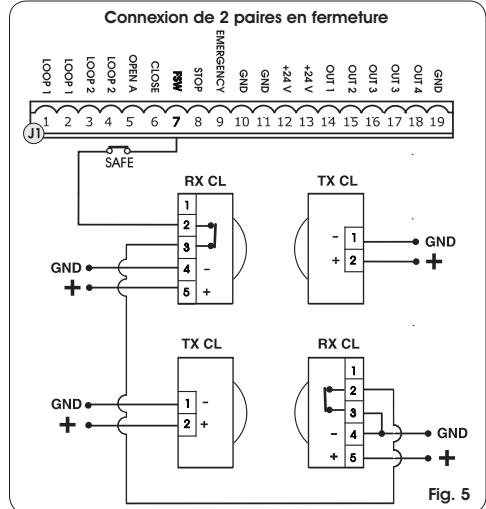 Connexion de 2 paires en fermeture
LOOP 1
LOOP 1
LOOP 2
LOOP 2
OPEN A
CLOSE
FSW
STOP
EMERGENCY
GND
GND
+24 V
+24 V
OUT 1
OUT 2
OUT 3
OUT 3
OUT 4
GND
1 2 3 4 5 6 7 8 9 10 11 12 13 14 15 16 17 18 19
J1
SAFE
RX CL
1
2
3
GND 4 -
+ 5 +
TX CL
- 1 GND
+ 2 +
TX CL
GND 1 -
+ 2 +
RX CL
1
2
3
- 4 GND
+ 5 +
Fig. 5